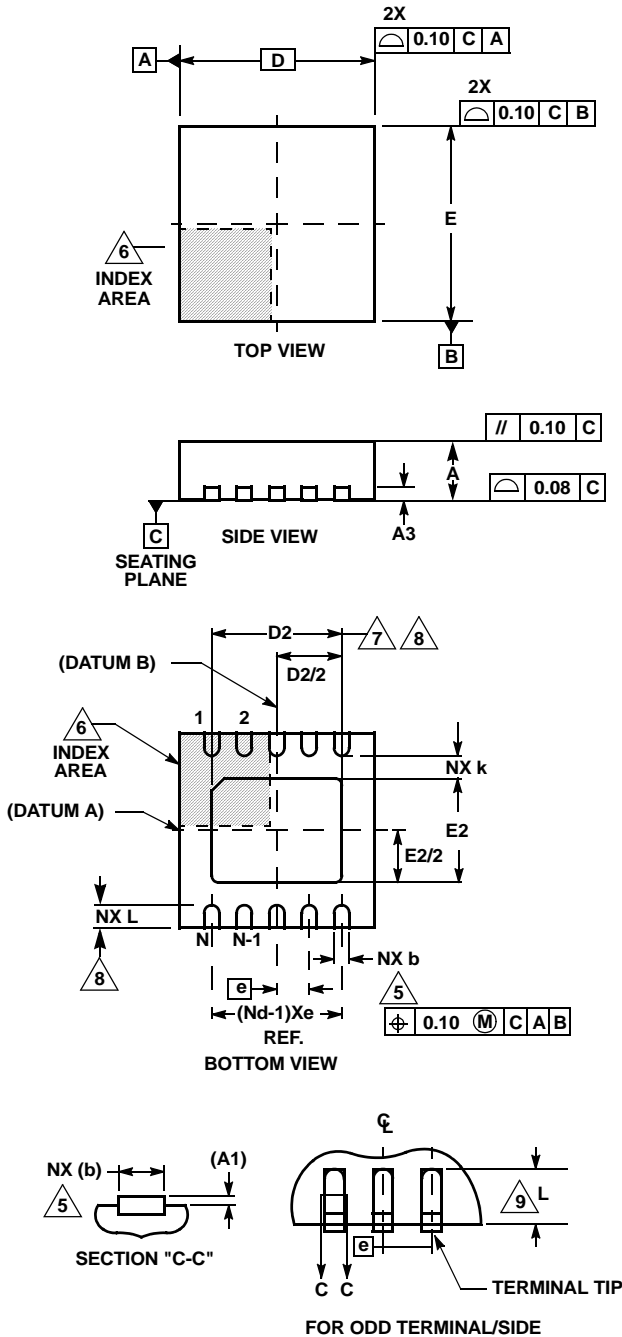 2X
0.10 C A
A
D
2X
0.10 C B
E
6
INDEX
AREA
TOP VIEW
B
// 0.10 C
A
0.08 C
C
SEATING
PLANE
SIDE VIEW
A3
D2
7 8
(DATUM B)
D2/2
6
INDEX
AREA
1 2
NX k
(DATUM A)
E2
E2/2
NX L
8
N N-1
NX b
e
5
(Nd-1)Xe
REF.
0.10 M C A B
BOTTOM VIEW
NX (b)
(A1)
5
SECTION "C-C"
CL
9 L
e
C C
TERMINAL TIP
FOR ODD TERMINAL/SIDE